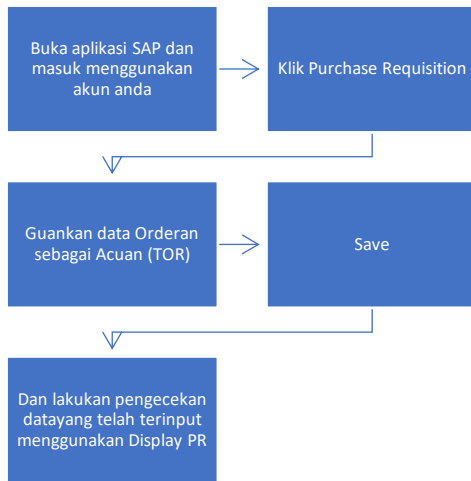 Buka aplikasi SAP dan
masuk menggunakan
akun anda
Klik Purchase Requisition
Guankan data Orderan
sebagai Acuan (TOR)
Save
Dan lakukan pengecekan
datayang telah terinput
menggunakan Display PR